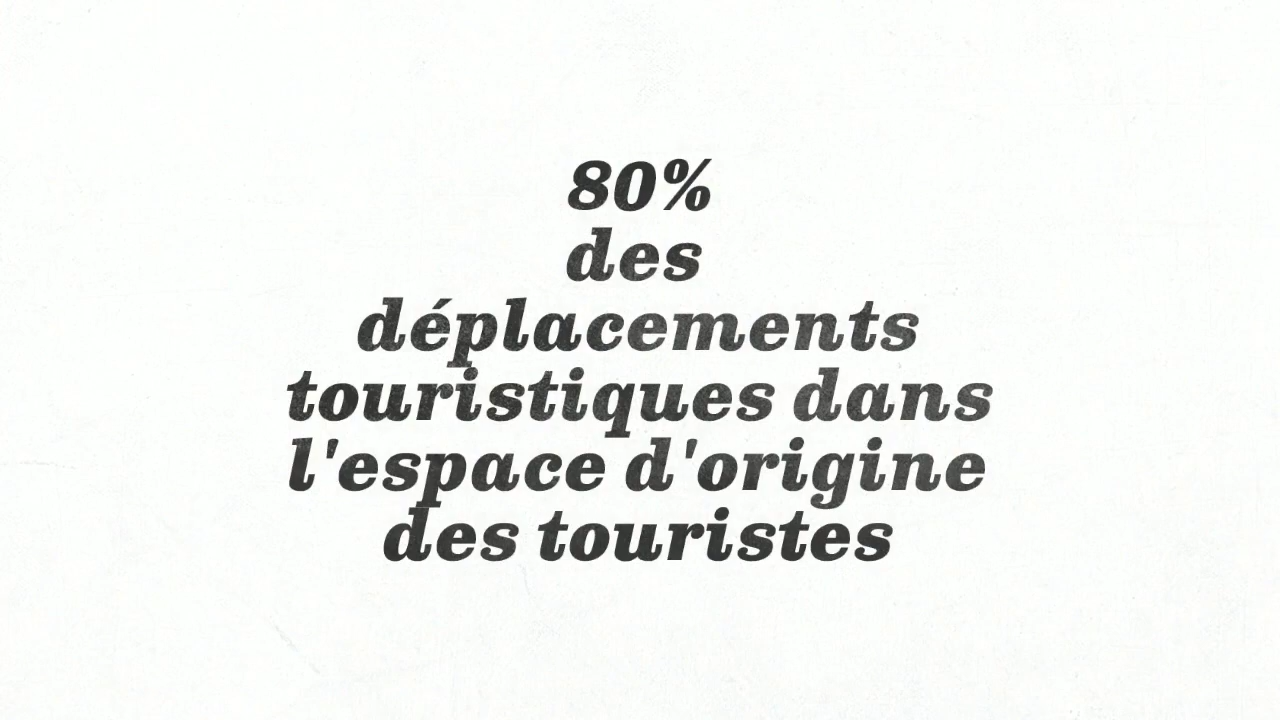 80%
des
déplacements
touristiques dans
l'espace d'origine
des touristes